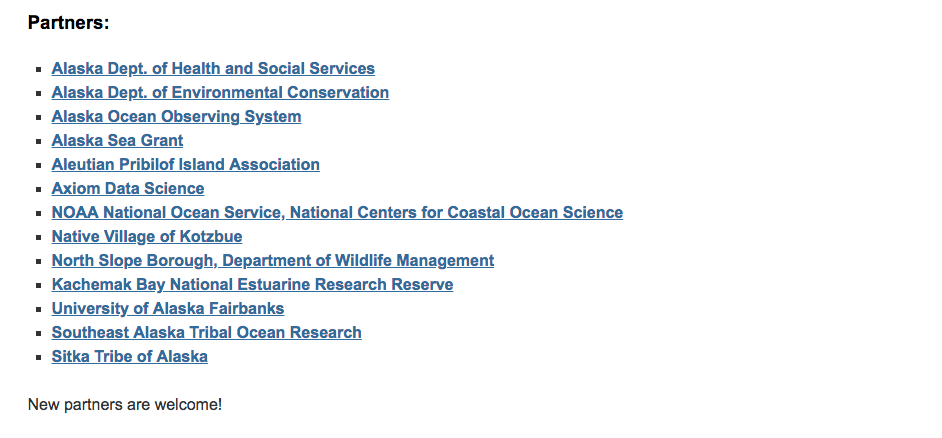 Partners:
Alaska Dept. of Health and Social Services
Alaska Dept. of Environmental Conservation
Alaska Ocean Observing System
Alaska Sea Grant
Aleutian Pribilof Island Association
Axiom Data Science
NOAA National Ocean Service, National Centers for Coastal Ocean Science
Native Village of Kotzbue
North Slope Borough, Department of Wildlife Management
Kachemak Bay National Estuarine Research Reserve
University of Alaska Fairbanks
Southeast Alaska Tribal Ocean Research
Sitka Tribe of Alaska
New partners are welcome!